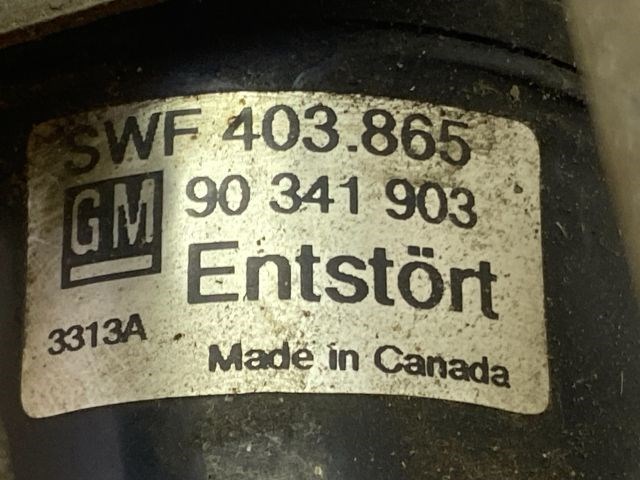 SWF 403.865
GM 90 341 903
Entstört
3313A
Made in Canada